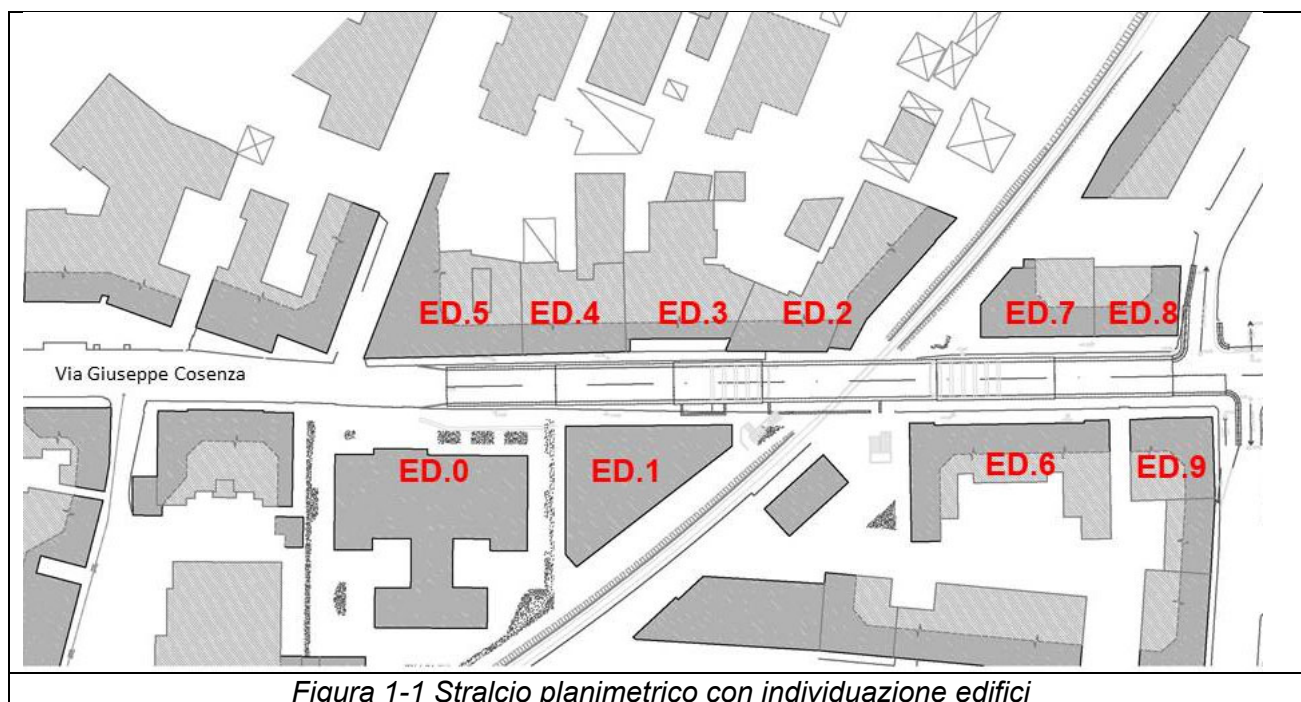 ED.5
ED.4
ED.3
ED.2
ED.7
ED.8
Via Giuseppe Cosenza
ED.0
ED.1
ED.6
ED.9
Figura 1-1 Stralcio planimetrico con individuazione edifici